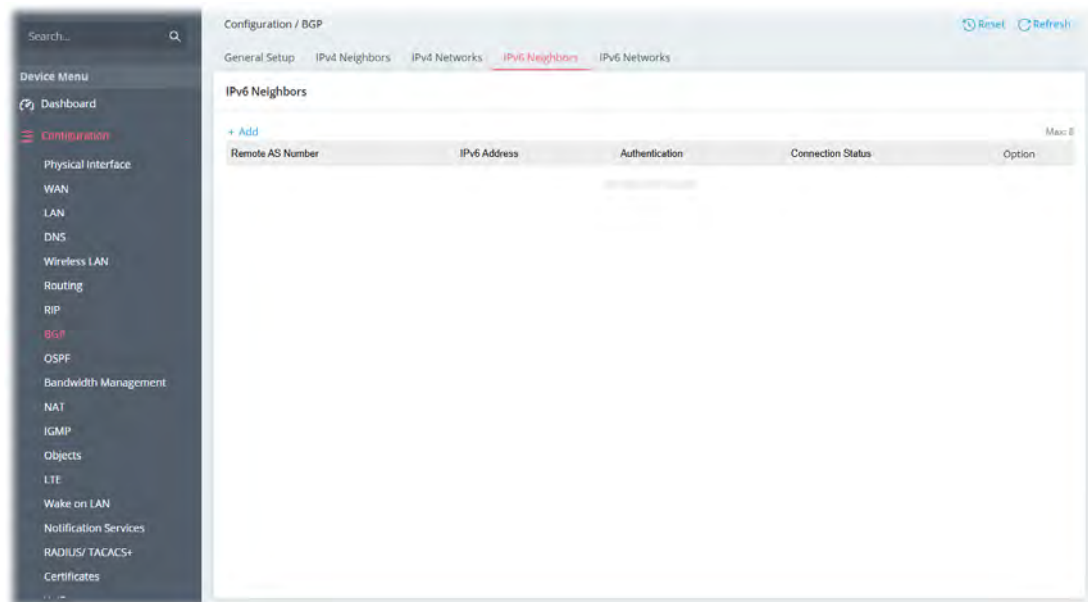 Search...
Device Menu
Dashboard
Configuration
Physical Interface
WAN
LAN
DNS
Wireless LAN
Routing
RIP
BGP
OSPF
Bandwidth Management
NAT
IGMP
Objects
LTE
Wake on LAN
Notification Services
RADIUS/ TACACS+
Certificates
Configuration / BGP
Reset Refresh
General Setup IPv4 Neighbors IPv4 Networks IPv6 Neighbors IPv6 Networks
IPv6 Neighbors
+ Add Max: 8
Remote AS Number IPv6 Address Authentication Connection Status Option